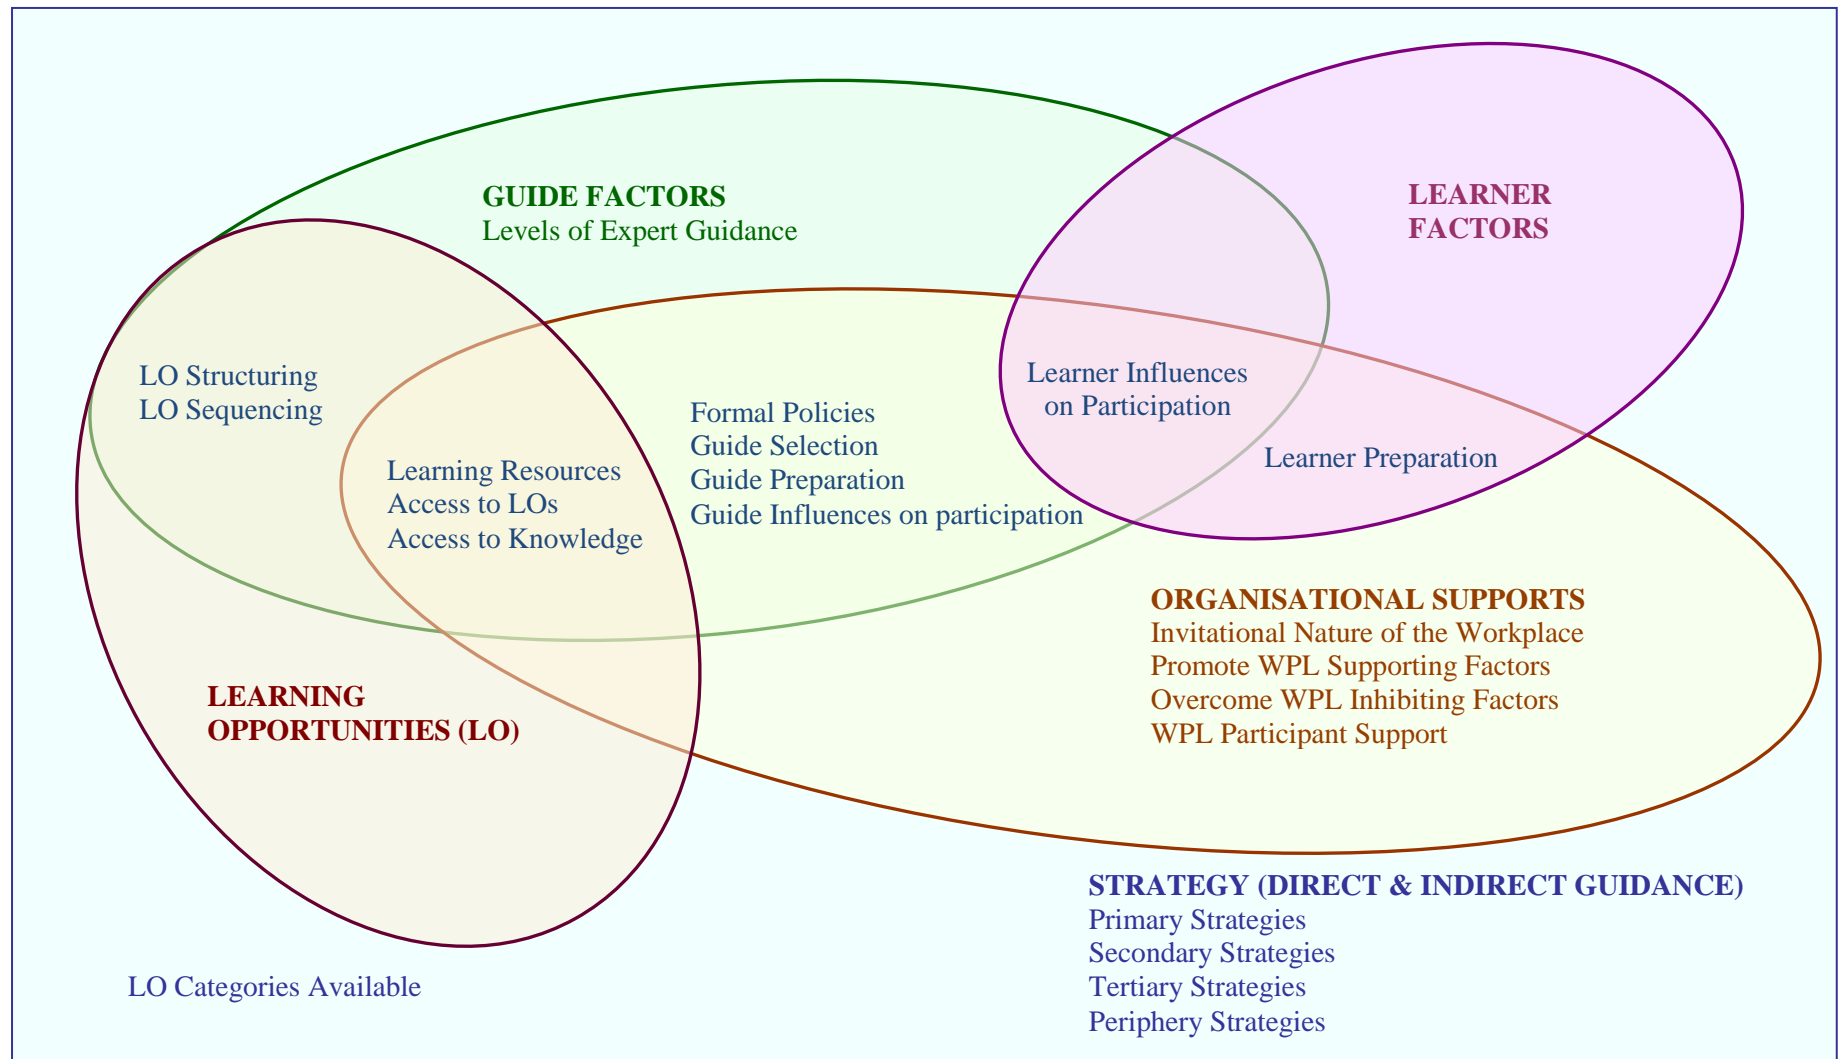 GUIDE FACTORS
Levels of Expert Guidance
LEARNER
FACTORS
LO Structuring
LO Sequencing
Learning Resources
Access to LOs
Access to Knowledge
Formal Policies
Guide Selection
Guide Preparation
Guide Influences on participation
Learner Influences
on Participation
Learner Preparation
ORGANISATIONAL SUPPORTS
Invitational Nature of the Workplace
Promote WPL Supporting Factors
Overcome WPL Inhibiting Factors
WPL Participant Support
LEARNING
OPPORTUNITIES (LO)
STRATEGY (DIRECT & INDIRECT GUIDANCE)
Primary Strategies
Secondary Strategies
Tertiary Strategies
Periphery Strategies
LO Categories Available